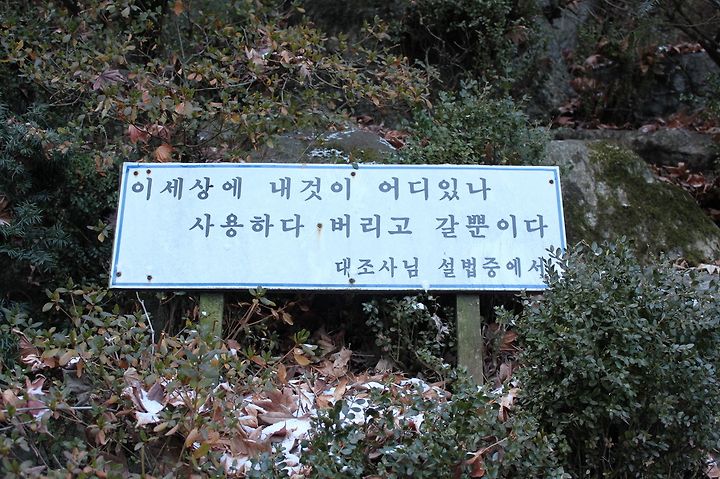 이세상에 내것이 어디있나
사용하다 버리고 갈뿐이다
대조사님 설법중에서